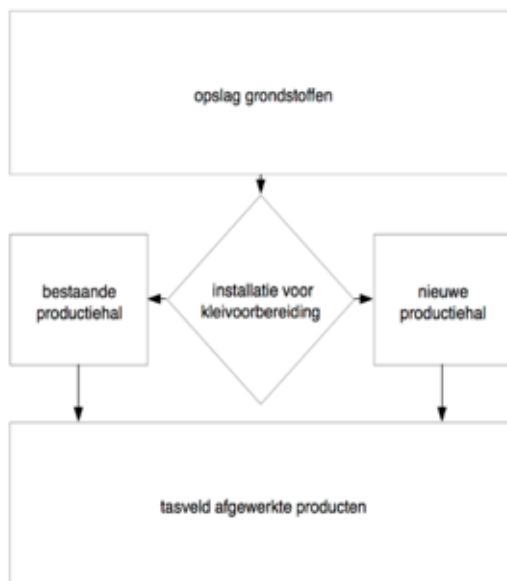 opslag grondstoffen
bestaande
productiehal
installatie voor
kleivoorbereiding
nieuwe
productiehal
tasveld afgewerkte producten